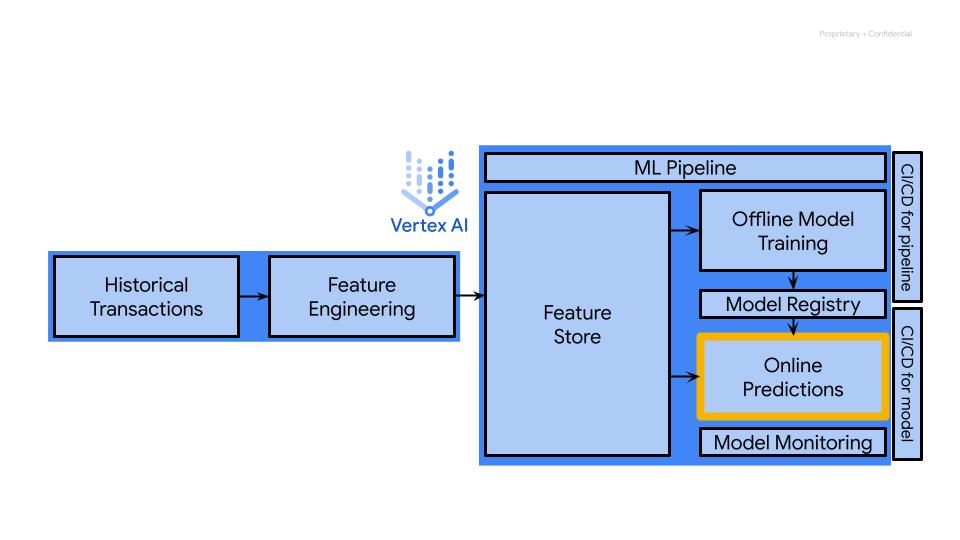 Proprietary + Confidential
Vertex AI
Historical
Transactions
Feature
Engineering
ML Pipeline
Feature
Store
Offline Model
Training
Model Registry
Online
Predictions
Model Monitoring
CI/CD for pipeline
CI/CD for model